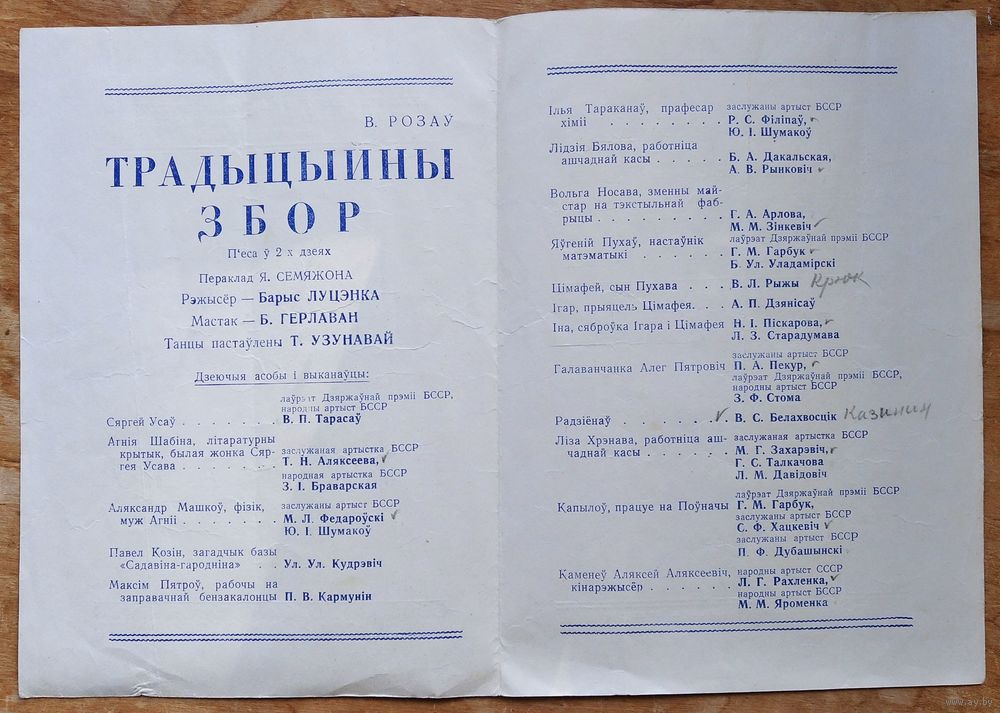 В. РОЗАЎ
ТРАДЫЦЫЙНЫ
ЗБОР
П'еса ў 2-х дзеях
Пераклад Я. СЕМЯЖОНА
Рэжысёр — Барыс ЛУЦЭНКА
Мастак — Б. ГЕРЛАВАН
Танцы пастаўлены Т. УЗУНАВАЙ
Дзеючыя асобы і выканаўцы:
лаўрэат Дзяржаўнай прэміі БССР,
народны артыст БССР
Сяргей Усаў . . . . . . . В. П. Тарасаў
Агнія Шабіна, літаратурны
крытык, былая жонка Сяр- заслужаная артыстка БССР
гея Усава . . . . . . . Т. Н. Аляксеева,
народная артыстка БССР
З. І. Браварская
Аляксандр Машкоў, фізік, заслужаны артыст БССР
муж Агніі . . . . . . . М. Л. Федароўскі
Ю. І. Шумакоў
Павел Козін, загадчык базы
«Садавіна-гародніна» . . Ул. Ул. Кудрэвіч
Максім Пятроў, рабочы на
заправачнай бензакалонцы П. В. Кармунін
Ілья Тараканаў, прафесар заслужаны артыст БССР
хіміі . . . . . . . . Р. С. Філіпаў,
Ю. І. Шумакоў
Лідзія Бялова, работніца
ашчаднай касы . . . . . Б. А. Дакальская,
А. В. Рынковіч
Вольга Носава, зменны май-
стар на тэкстыльнай фаб-
рыцы . . . . . . . . . Г. А. Арлова,
М. М. Зінкевіч
лаўрэат Дзяржаўнай прэміі БССР
Яўгеній Пухаў, настаўнік
матэматыкі . . . . . . Г. М. Гарбук
Б. Ул. Уладамірскі
Цімафей, сын Пухава . . . В. Л. Рыжы Крюк
Ігар, прыяцель Цімафея. . . А. П. Дзянісаў
Іна, сяброўка Ігара і Цімафея Н. І. Піскарова,
Л. З. Старадумава
заслужаны артыст БССР
Галаванчанка Алег Пятровіч П. А. Пекур,
лаўрэат Дзяржаўнай прэміі БССР,
народны артыст БССР
З. Ф. Стома
Радзіёнаў . . . . . . В. С. Белахвосцік Казинин
Ліза Хрэнава, работніца аш- заслужаная артыстка БССР
чаднай касы . . . . . . М. Г. Захарэвіч,
Г. С. Талкачова
Л. М. Давідовіч
лаўрэат Дзяржаўнай прэміі БССР
Капылоў, працуе на Поўначы Г. М. Гарбук,
заслужаны артыст БССР
С. Ф. Хацкевіч
заслужаны артыст БССР
П. Ф. Дубашынскі
Каменеў Аляксей Аляксеевіч, народны артыст СССР
кінарэжысёр . . . . . . Л. Г. Рахленка,
народны артыст БССР
М. М. Яроменка
www.ay.by